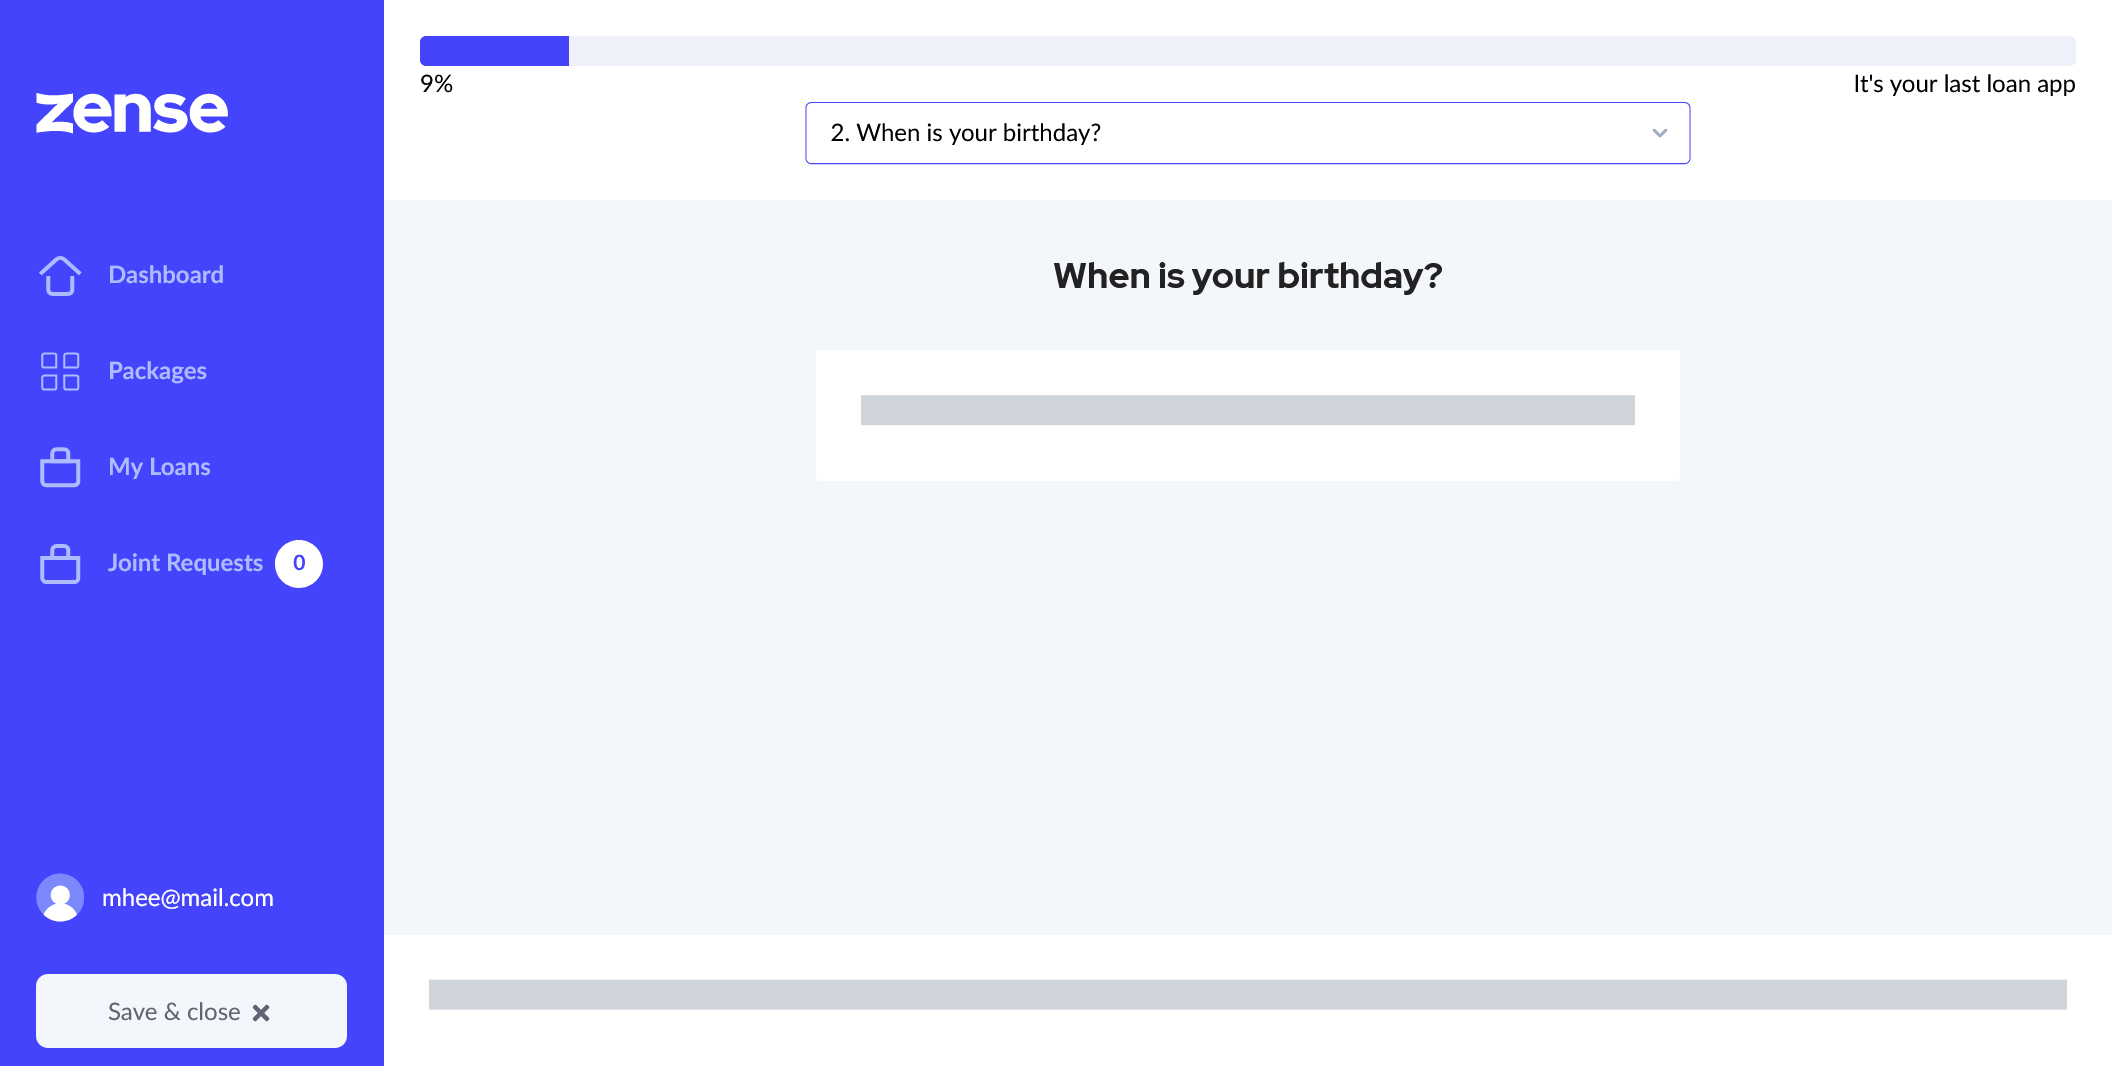 zense
Dashboard
Packages
My Loans
Joint Requests 0
mhee@mail.com
Save & close
9%
It's your last loan app
2. When is your birthday?
When is your birthday?